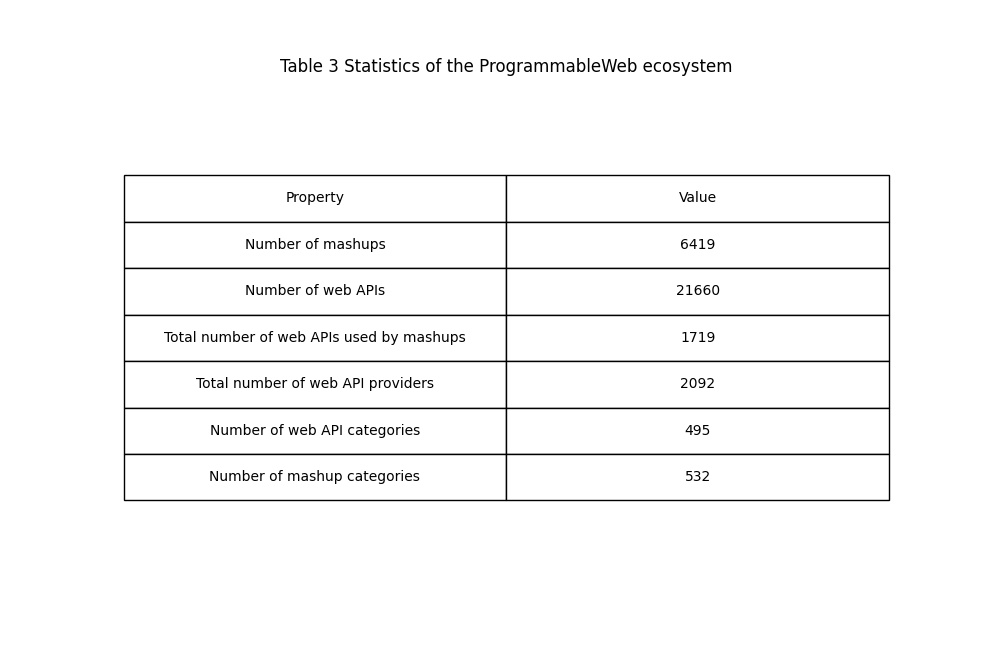 Table 3 Statistics of the ProgrammableWeb ecosystem
Property Value
Number of mashups 6419
Number of web APIs 21660
Total number of web APIs used by mashups 1719
Total number of web API providers 2092
Number of web API categories 495
Number of mashup categories 532